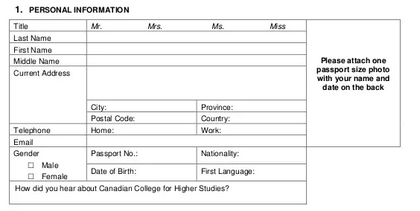 1. PERSONAL INFORMATION
Title Mr. Mrs. Ms. Miss
Last Name
First Name
Middle Name
Current Address
Please attach one
passport size photo
with your name and
date on the back
City: Province:
Postal Code: Country:
Telephone Home: Work:
Email
Gender Passport No.: Nationality:
☐ Male
☐ Female Date of Birth: First Language:
How did you hear about Canadian College for Higher Studies?